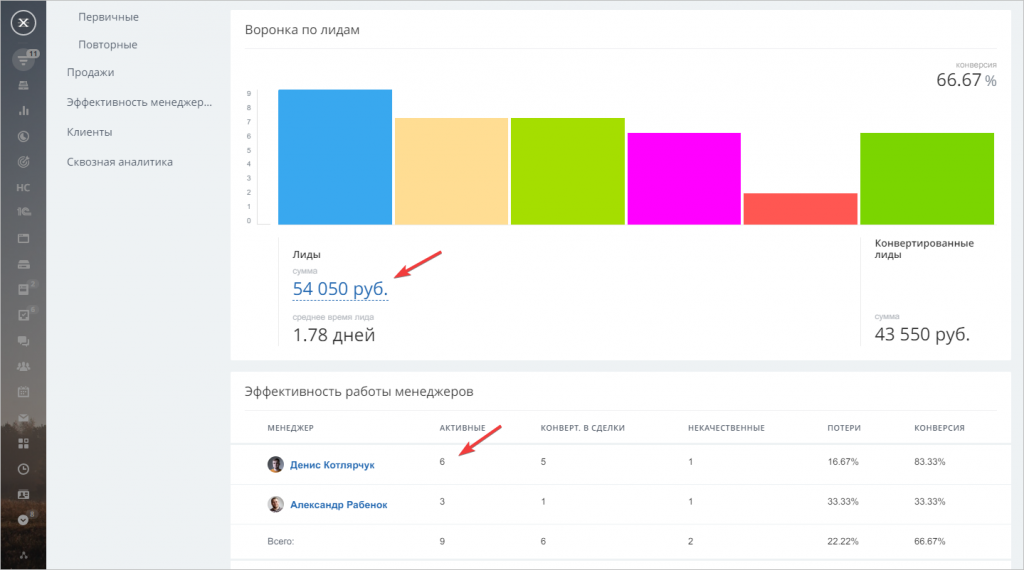 11
НС
1С
3
6
8
Первичные
Повторные
Продажи
Эффективность менеджер...
Клиенты
Сквозная аналитика
Воронка по лидам
конверсия
66.67 %
9
8
7
6
5
4
3
2
1
0
Лиды
сумма
54 050 руб.
среднее время лида
1.78 дней
Конвертированные
лиды
сумма
43 550 руб.
Эффективность работы менеджеров
МЕНЕДЖЕР АКТИВНЫЕ КОНВЕРТ. В СДЕЛКИ НЕКАЧЕСТВЕННЫЕ ПОТЕРИ КОНВЕРСИЯ
Денис Котлярчук 6 5 1 16.67% 83.33%
Александр Рабенок 3 1 1 33.33% 33.33%
Всего: 9 6 2 22.22% 66.67%